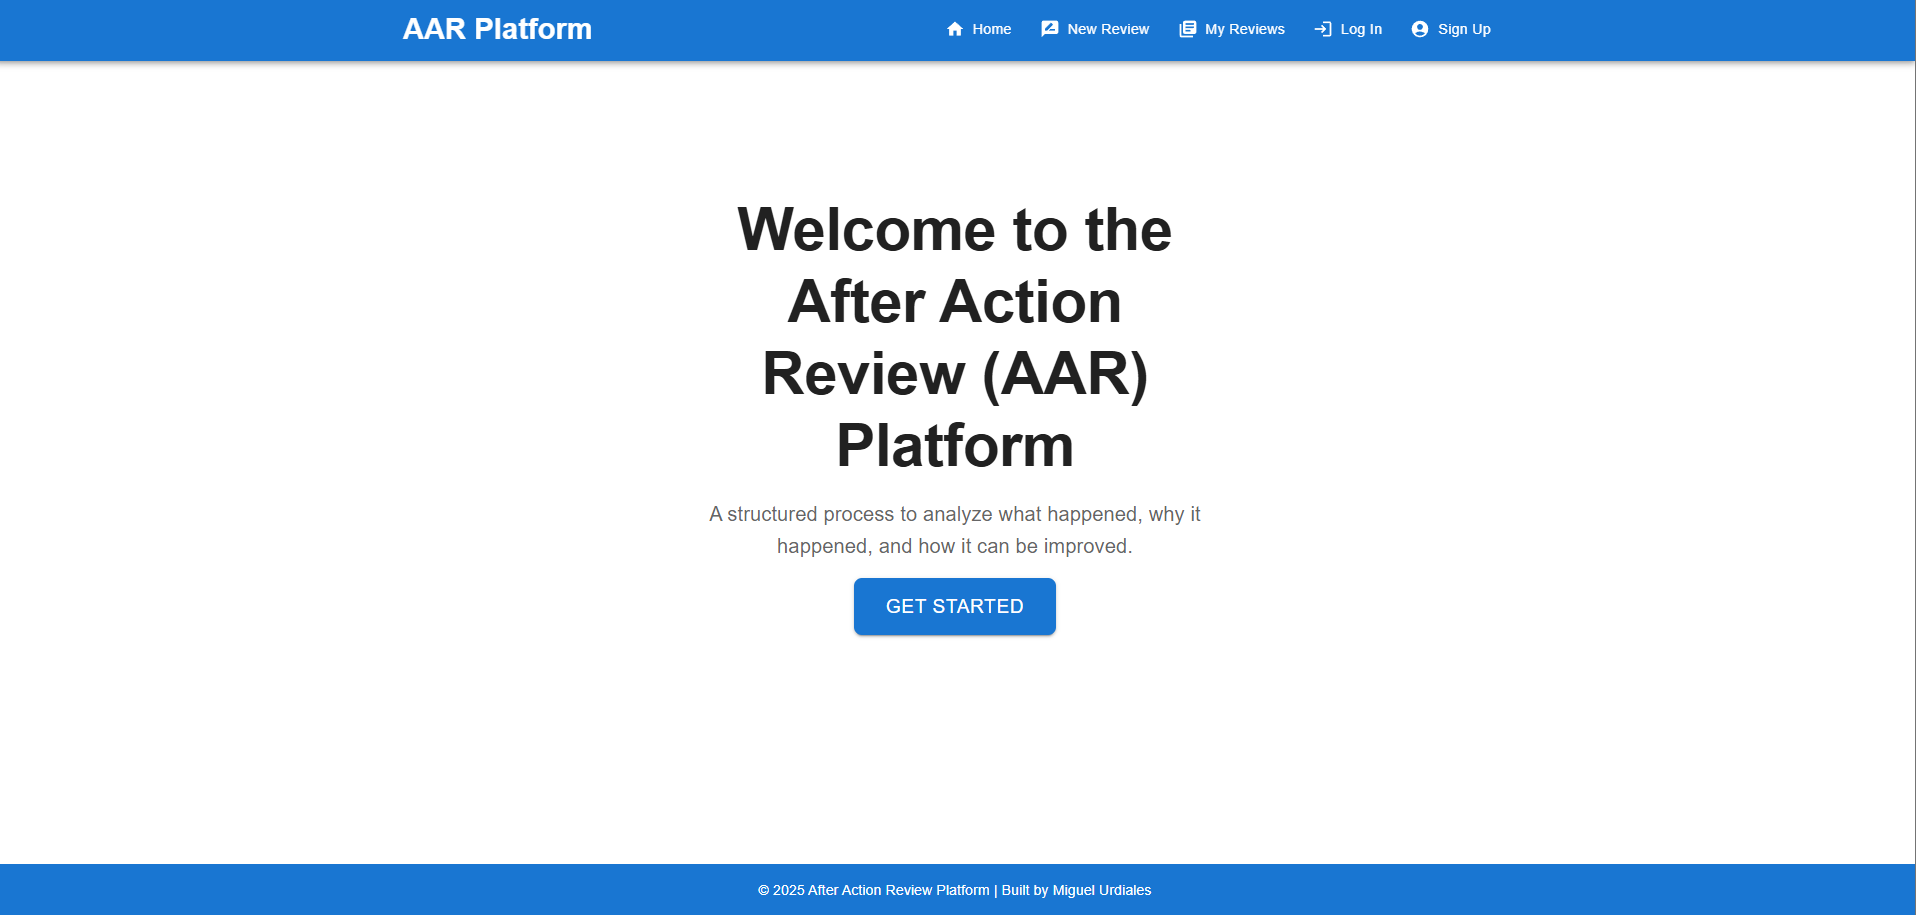 AAR Platform
Home
New Review
My Reviews
Log In
Sign Up
Welcome to the
After Action
Review (AAR)
Platform
A structured process to analyze what happened, why it
happened, and how it can be improved.
GET STARTED
© 2025 After Action Review Platform | Built by Miguel Urdiales